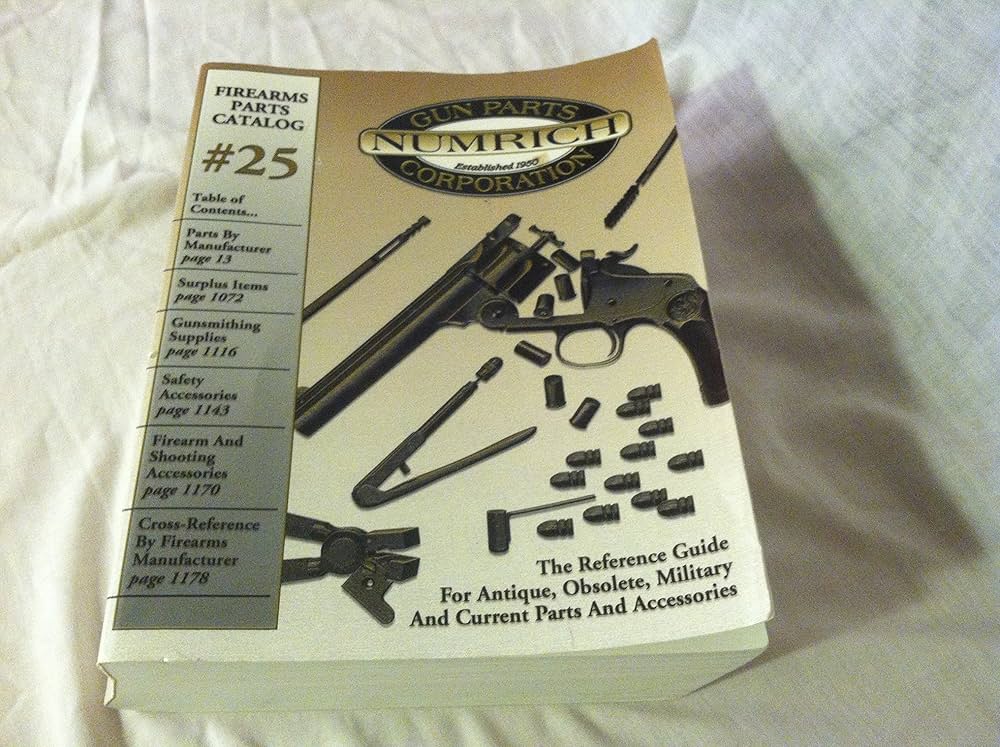 FIREARMS
PARTS
CATALOG
#25
Table of
Contents...
Parts By
Manufacturer
page 13
Surplus Items
page 1072
Gunsmithing
Supplies
page 1116
Safety
Accessories
page 1143
Firearm And
Shooting
Accessories
page 1170
Cross-Reference
By Firearms
Manufacturer
page 1178
GUN PARTS
NUMRICH
Established 1950
CORPORATION
The Reference Guide
For Antique, Obsolete, Military
And Current Parts And Accessories